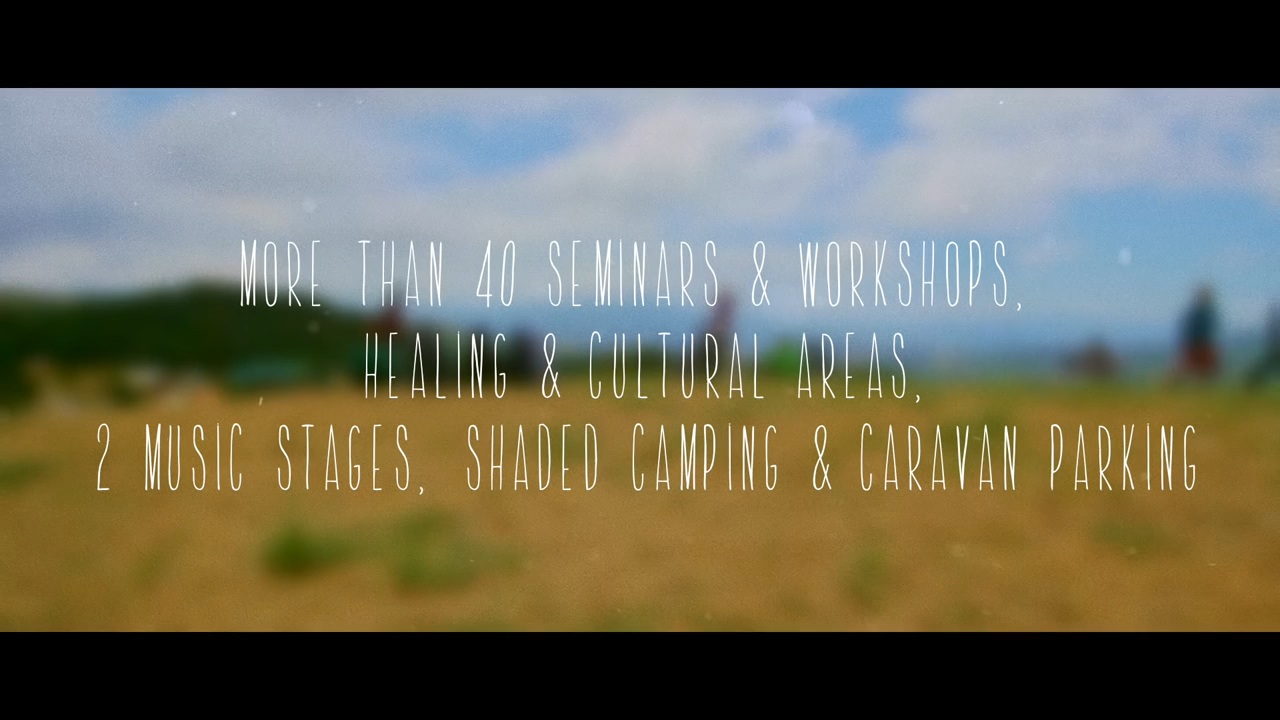 MORE THAN 40 SEMINARS & WORKSHOPS,
HEALING & CULTURAL AREAS,
2 MUSIC STAGES, SHADED CAMPING & CARAVAN PARKING